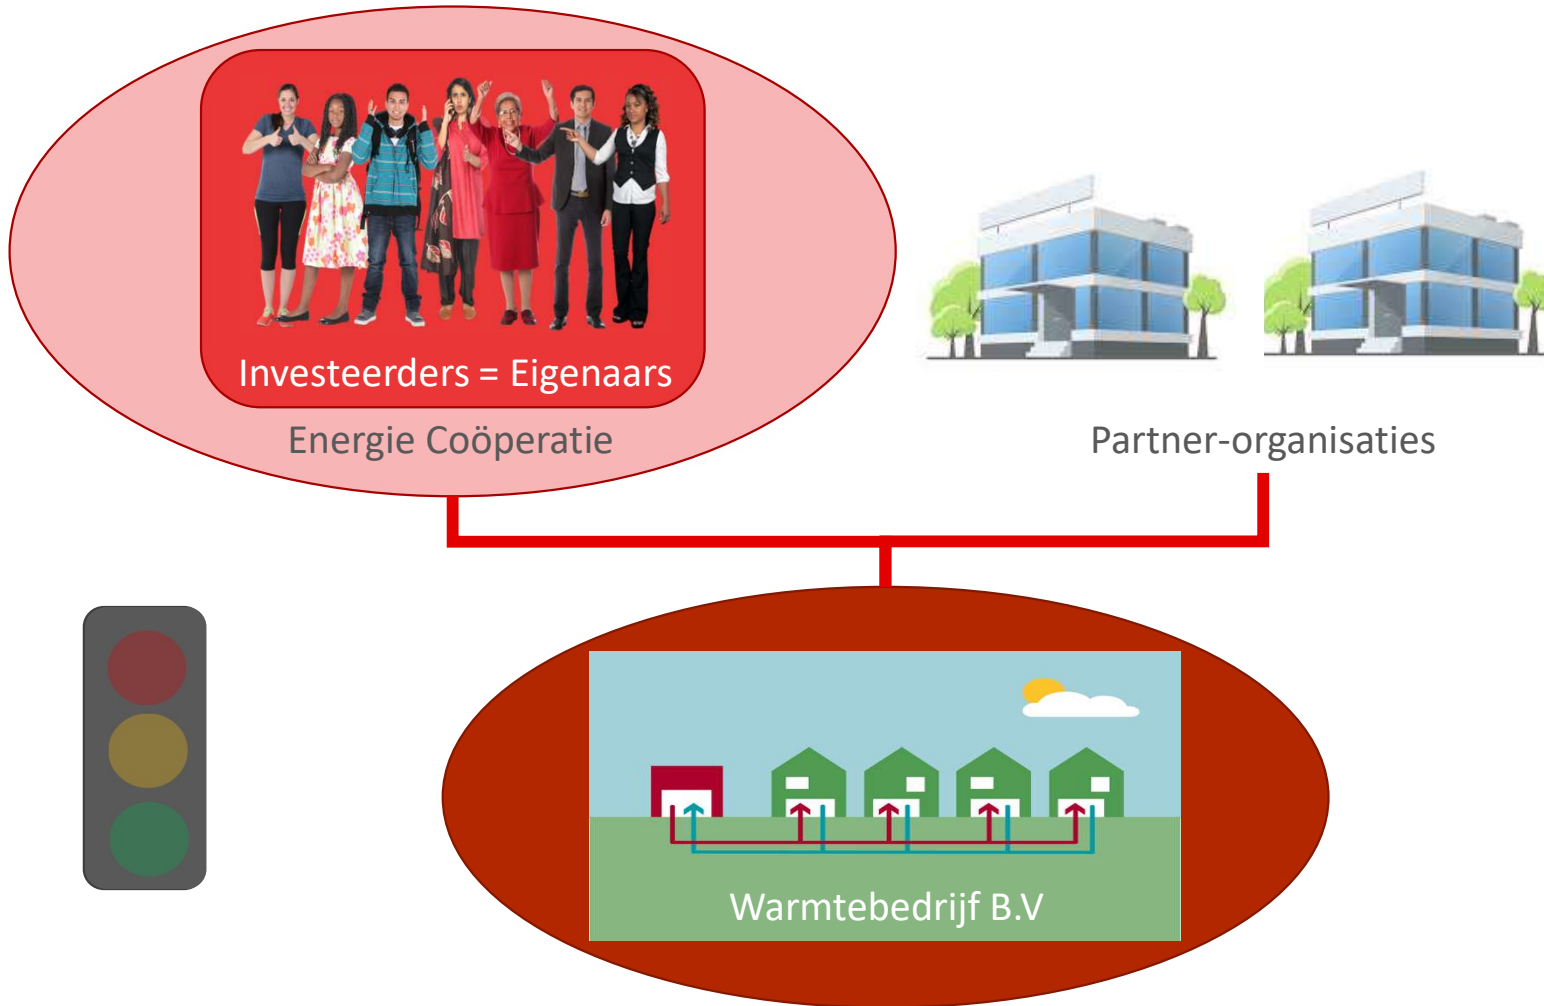 Investeerders = Eigenaars
Energie Coöperatie
Partner-organisaties
Warmtebedrijf B.V